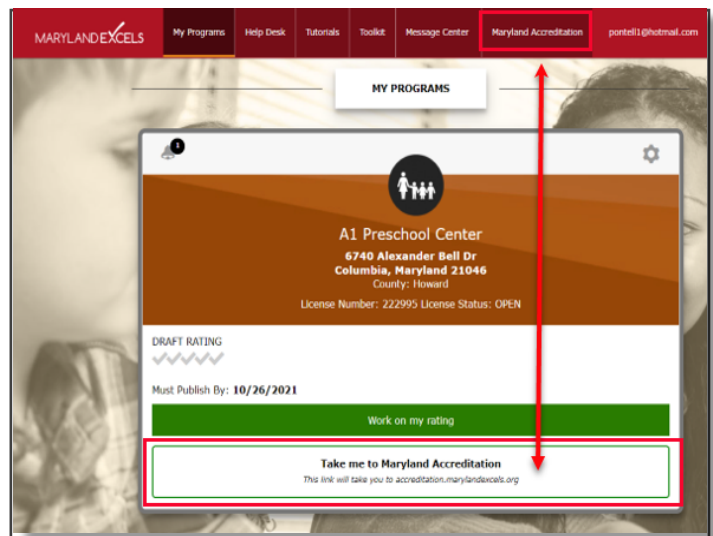 MARYLAND EXCELS
My Programs
Help Desk
Tutorials
Toolkit
Message Center
Maryland Accreditation
pontell1@hotmail.com
MY PROGRAMS
1
A1 Preschool Center
6740 Alexander Bell Dr
Columbia, Maryland 21046
County: Howard
License Number: 222995 License Status: OPEN
DRAFT RATING
Must Publish By: 10/26/2021
Work on my rating
Take me to Maryland Accreditation
This link will take you to accreditation.marylandexcels.org